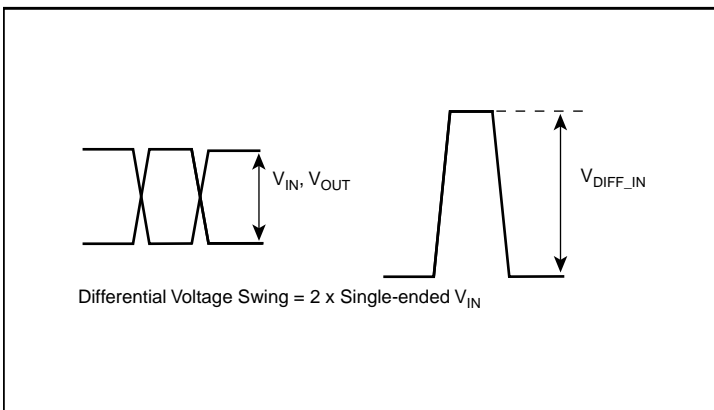 V_IN, V_OUT
V_DIFF_IN
Differential Voltage Swing = 2 x Single-ended V_IN